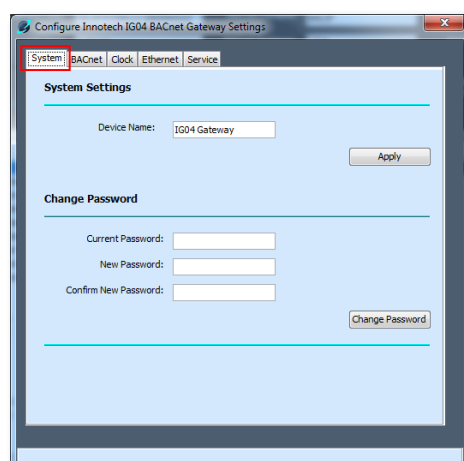 Configure Innotech IG04 BACnet Gateway Settings
System BACnet Clock Ethernet Service
System Settings
Device Name: IG04 Gateway
Apply
Change Password
Current Password:
New Password:
Confirm New Password:
Change Password